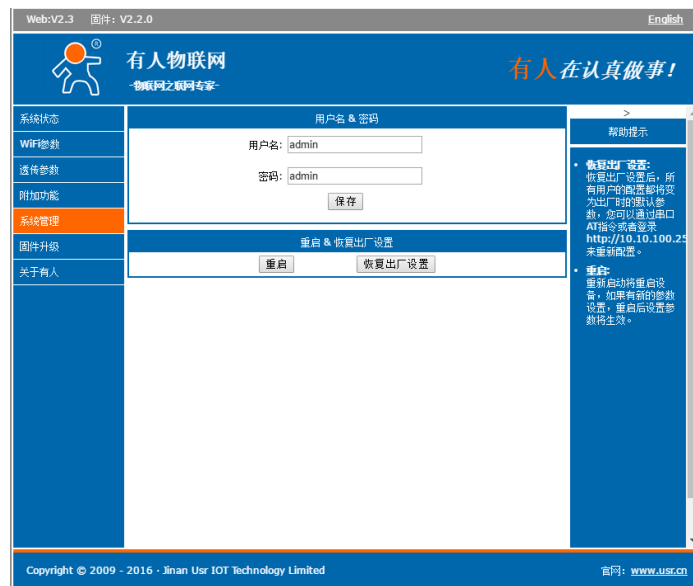 Web:V2.3 固件: V2.2.0
English
®
有人物联网
-物联网之联网专家-
有人在认真做事!
系统状态
WiFi参数
透传参数
附加功能
系统管理
固件升级
关于有人
用户名 & 密码
用户名: admin
密码: admin
保存
重启 & 恢复出厂设置
重启 恢复出厂设置
>
帮助提示
• 恢复出厂设置:
恢复出厂设置后，所
有用户的配置都将变
为出厂时的默认参
数，您可以通过串口
AT指令或者登录
http://10.10.100.25
来重新配置。
• 重启:
重新启动将重启设
备，如果有新的参数
设置，重启后设置参
数将生效。
Copyright © 2009 - 2016 · Jinan Usr IOT Technology Limited
官网: www.usr.cn